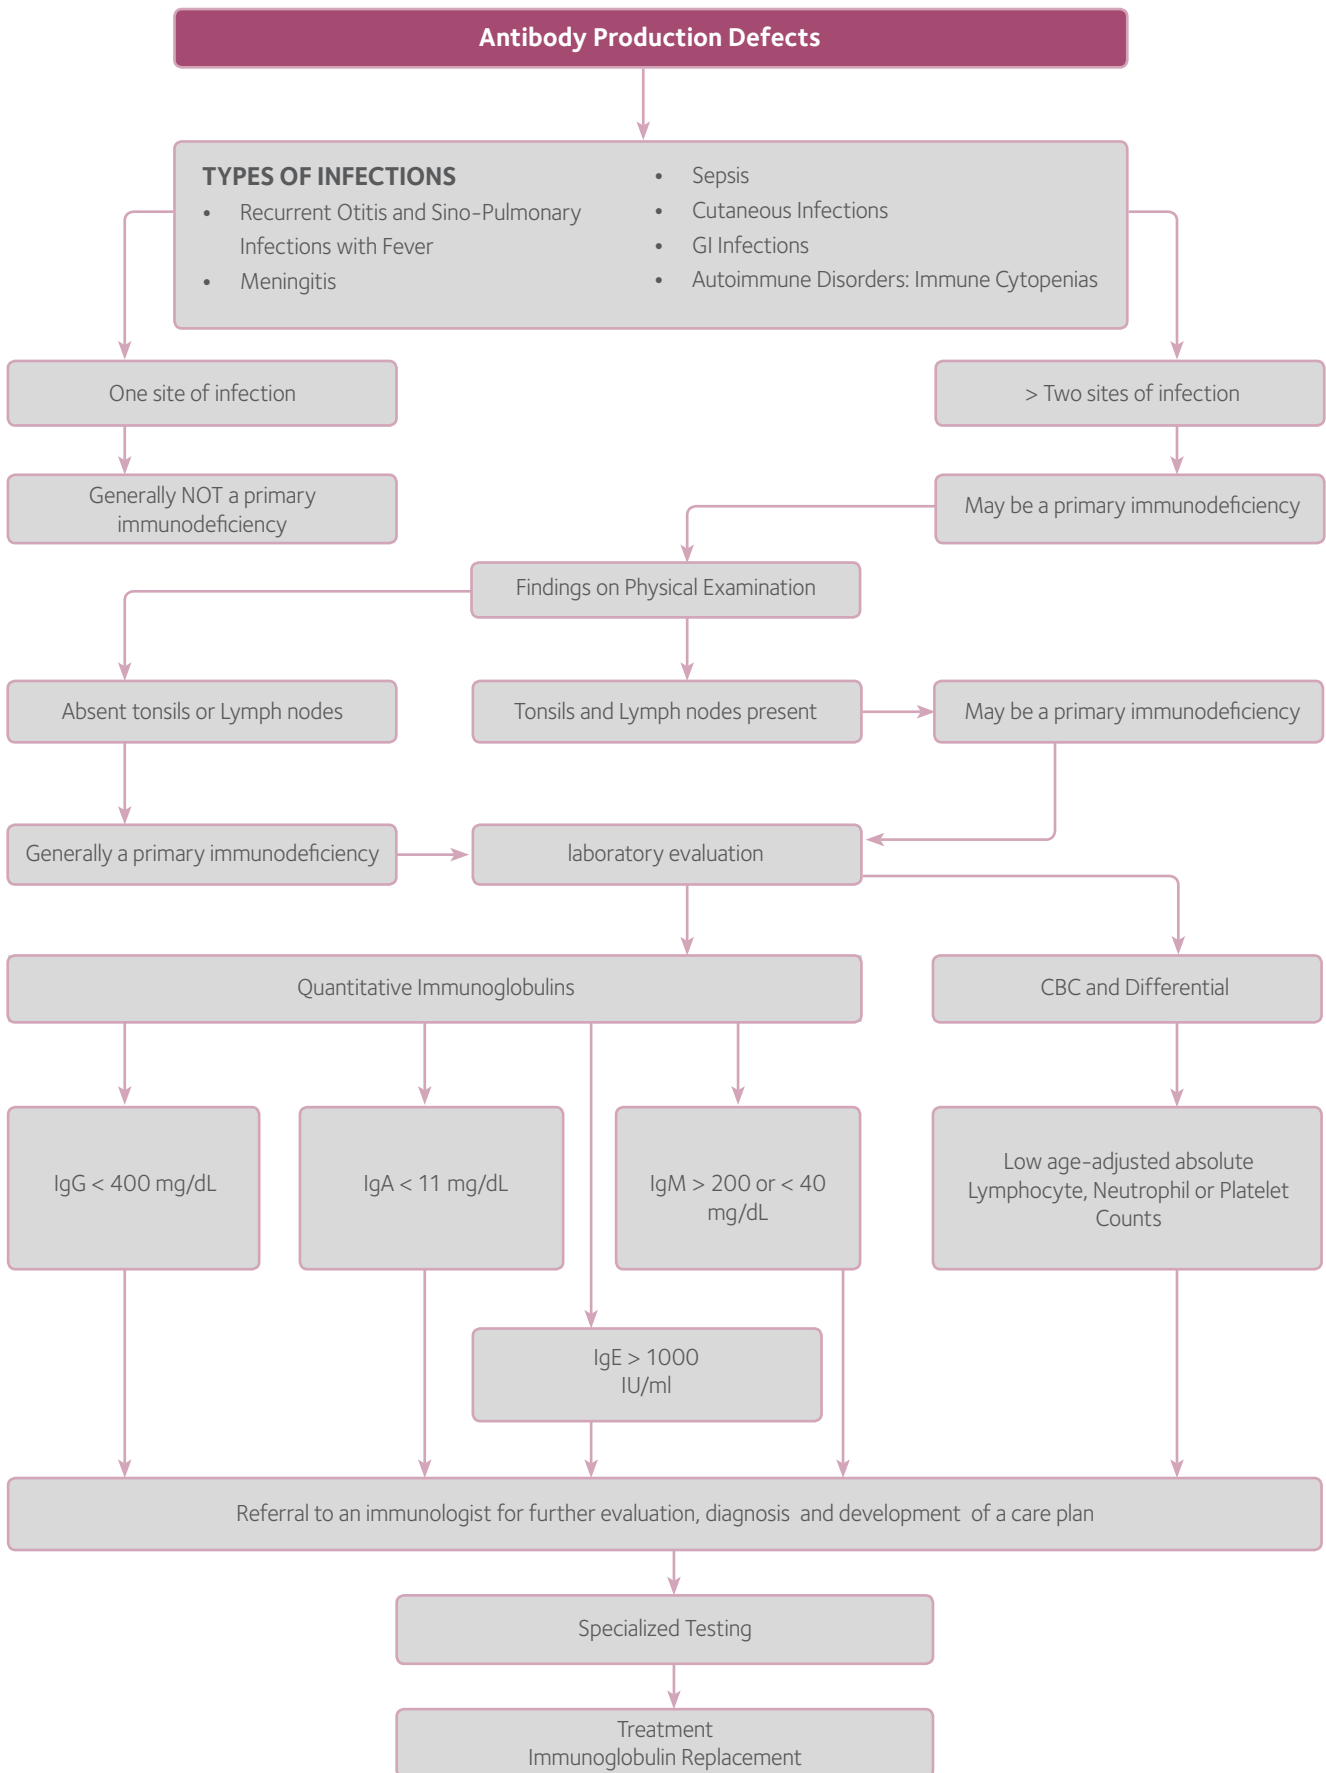 Antibody Production Defects
TYPES OF INFECTIONS
• Recurrent Otitis and Sino-Pulmonary
Infections with Fever
• Meningitis
• Sepsis
• Cutaneous Infections
• GI Infections
• Autoimmune Disorders: Immune Cytopenias
One site of infection
> Two sites of infection
Generally NOT a primary
immunodeficiency
May be a primary immunodeficiency
Findings on Physical Examination
Absent tonsils or Lymph nodes
Tonsils and Lymph nodes present
May be a primary immunodeficiency
Generally a primary immunodeficiency
laboratory evaluation
Quantitative Immunoglobulins
CBC and Differential
IgG < 400 mg/dL
IgA < 11 mg/dL
IgM > 200 or < 40
mg/dL
Low age-adjusted absolute
Lymphocyte, Neutrophil or Platelet
Counts
IgE > 1000
IU/ml
Referral to an immunologist for further evaluation, diagnosis and development of a care plan
Specialized Testing
Treatment
Immunoglobulin Replacement